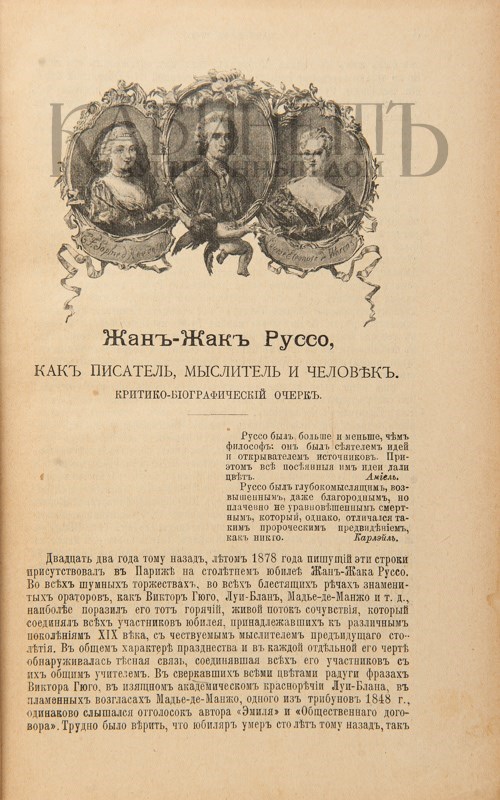 КАБИНЕТЪ
АУКЦИОННЫЙ ДОМ
Жанъ-Жакъ Руссо,
КАКЪ ПИСАТЕЛЬ, МЫСЛИТЕЛЬ И ЧЕЛОВѢКЪ.
КРИТИКО-БІОГРАФИЧЕСКІЙ ОЧЕРКЪ.
Руссо былъ, больше и меньше, чѣмъ
философъ: онъ былъ сѣятелемъ идей
и открывателемъ источниковъ. При-
этомъ всѣ посѣянныя имъ идеи дали
цвѣтъ. Аміель.
Руссо былъ глубокомыслящимъ, воз-
вышеннымъ, даже благороднымъ, но
плачевно не уравновѣшеннымъ смерт-
нымъ, который, однако, отличался та-
кимъ пророческимъ предвидѣніемъ,
какъ никто. Карлэйль.
Двадцать два года тому назадъ, лѣтомъ 1878 года пишущій эти строки
присутствовалъ въ Парижѣ на столѣтнемъ юбилеѣ Жанъ-Жака Руссо.
Во всѣхъ шумныхъ торжествахъ, во всѣхъ блестящихъ рѣчахъ знамени-
тыхъ ораторовъ, какъ Викторъ Гюго, Луи-Бланъ, Мадье-де-Манжо и т. д.,
наиболѣе поразилъ его тотъ горячій, живой потокъ сочувствія, который
соединялъ всѣхъ участниковъ юбилея, принадлежавшихъ къ различнымъ
поколѣніямъ XIX вѣка, съ чествуемымъ мыслителемъ предъидущаго сто-
лѣтія. Въ общемъ характерѣ празднества и въ каждой отдѣльной его чертѣ
обнаруживалась тѣсная связь, соединявшая всѣхъ его участниковъ съ
ихъ общимъ учителемъ. Въ сверкавшихъ всѣми цвѣтами радуги фразахъ
Виктора Гюго, въ изящномъ академическомъ краснорѣчіи Луи-Блана, въ
пламенныхъ возгласахъ Мадье-де-Манжо, одного изъ трибуновъ 1848 г.,
одинаково слышался отголосокъ автора «Эмиля» и «Общественнаго дого-
вора». Трудно было вѣрить, что юбиляръ умеръ сто лѣтъ тому назадъ, такъ